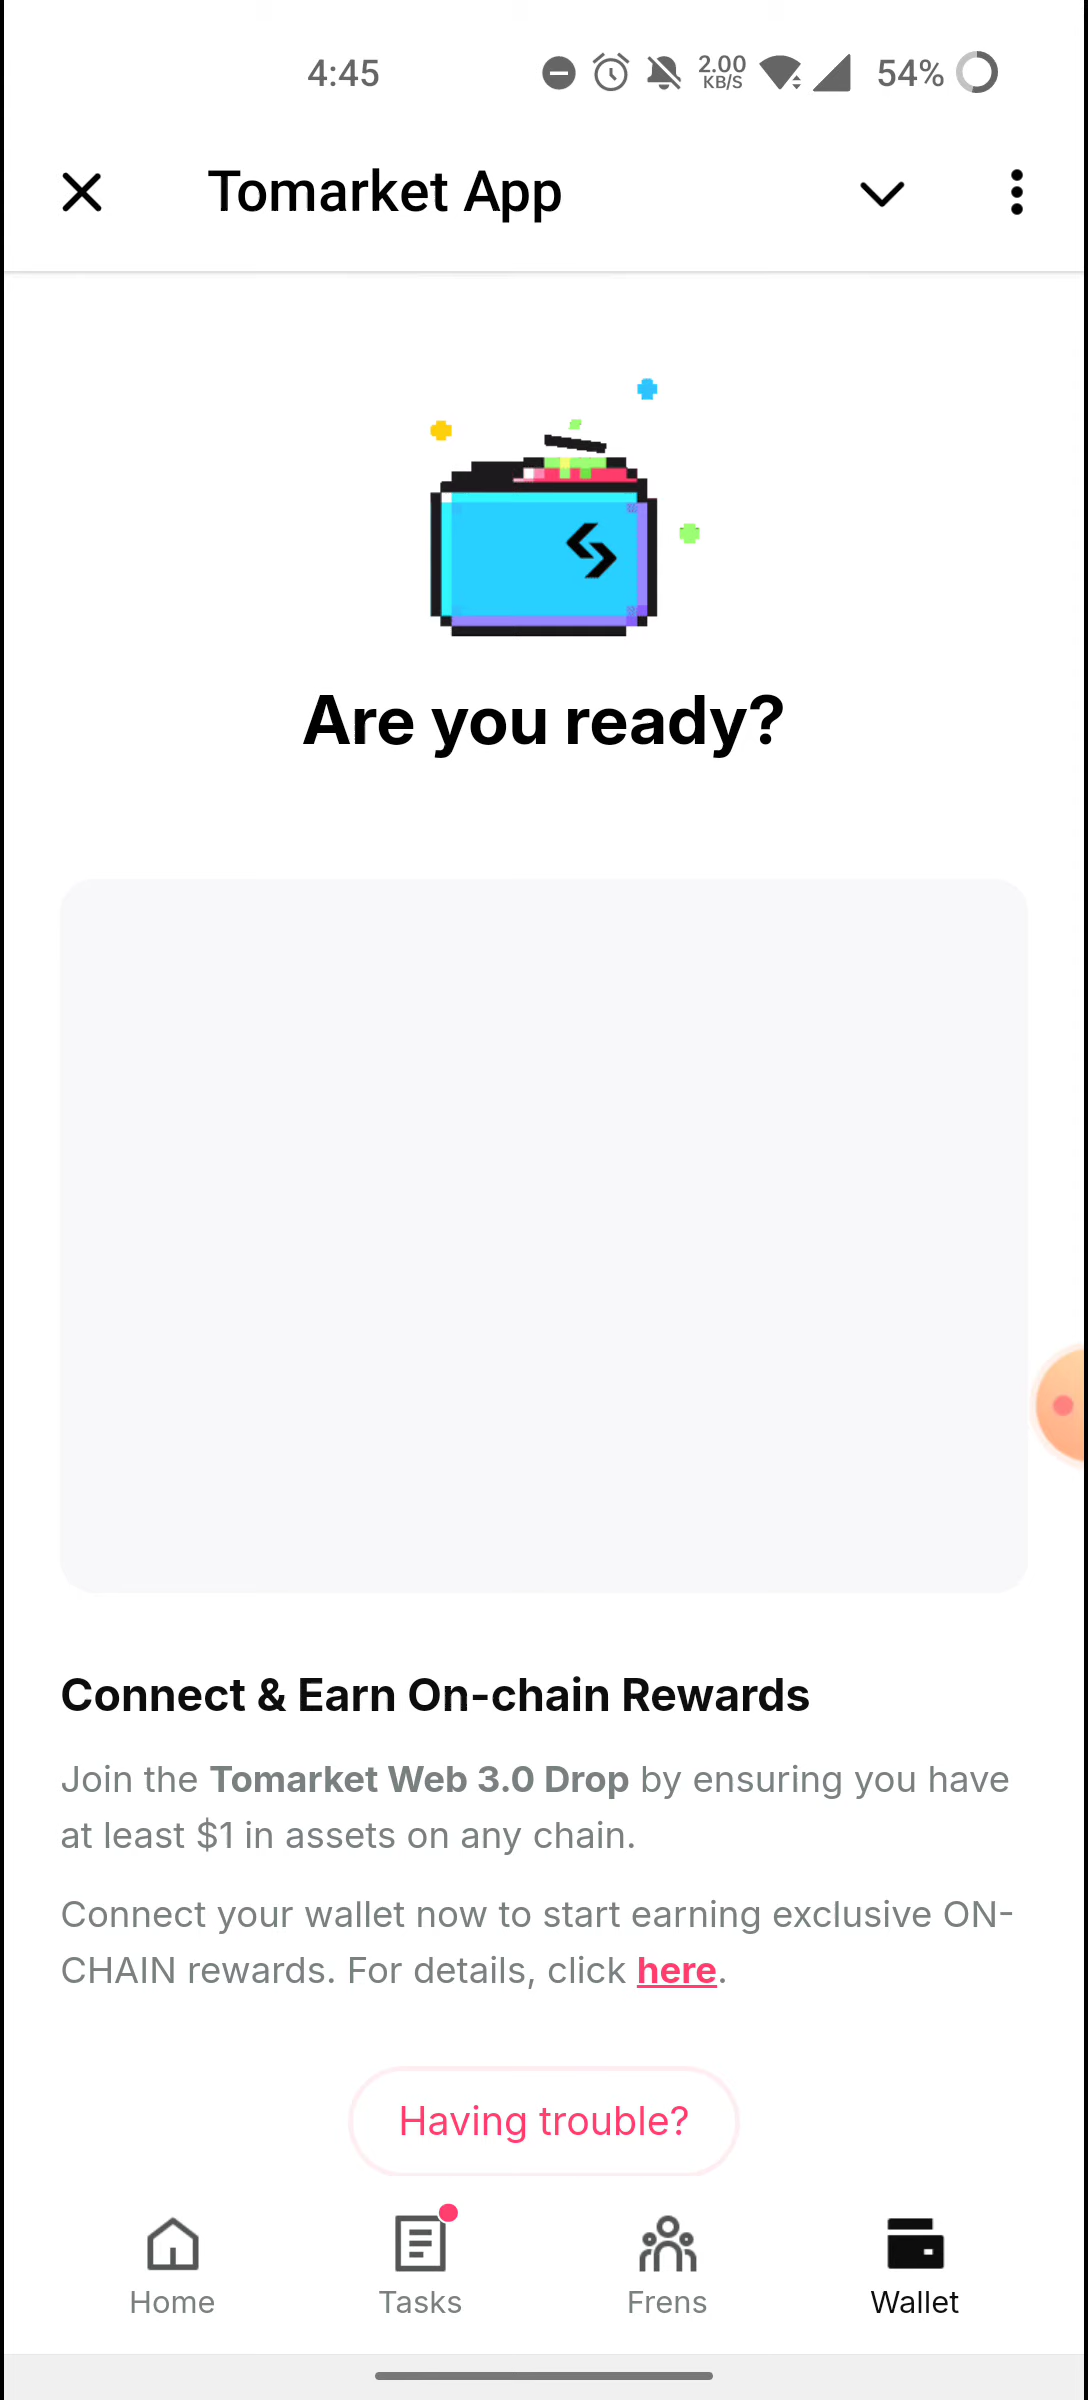 4:45
2.00
KB/S
54%
Tomarket App
Are you ready?
Connect & Earn On-chain Rewards
Join the Tomarket Web 3.0 Drop by ensuring you have
at least $1 in assets on any chain.
Connect your wallet now to start earning exclusive ON-
CHAIN rewards. For details, click here.
Having trouble?
Home
Tasks
Frens
Wallet